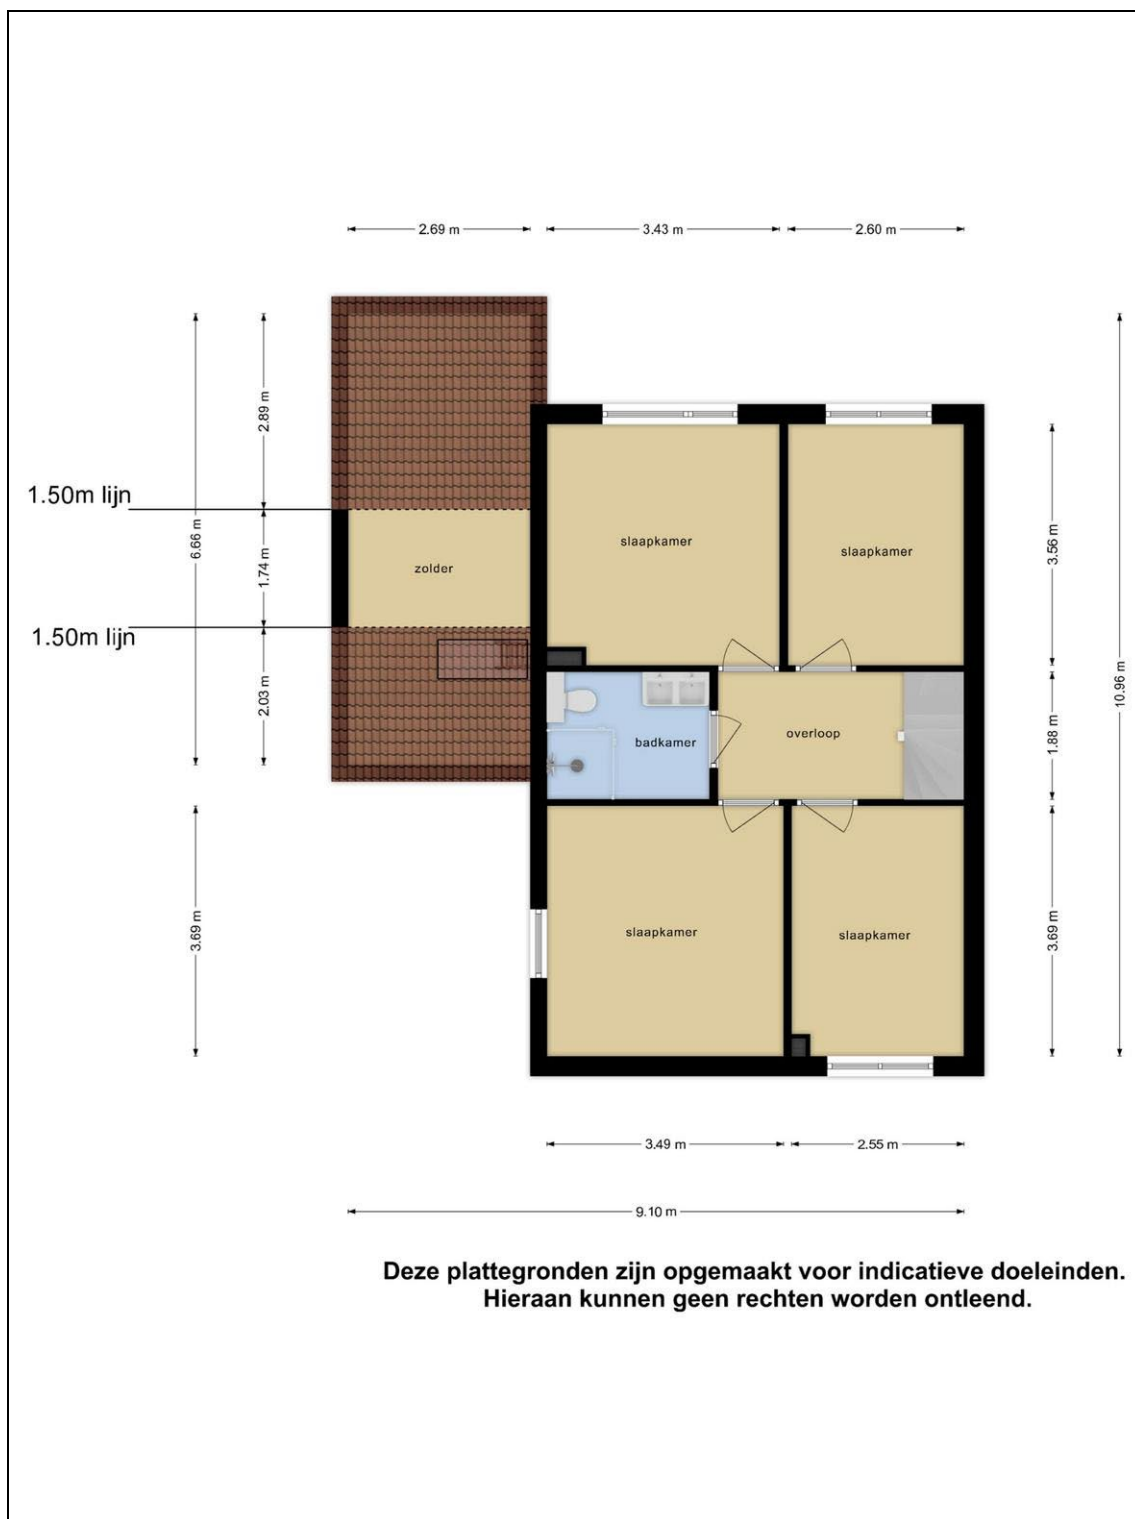 2.69 m
3.43 m
2.60 m
2.89 m
1.50m lijn
6.66 m
1.74 m
3.56 m
slaapkamer
slaapkamer
zolder
10.96 m
1.50m lijn
2.03 m
1.88 m
badkamer
overloop
3.69 m
slaapkamer
slaapkamer
3.69 m
3.49 m
2.55 m
9.10 m
Deze plattegronden zijn opgemaakt voor indicatieve doeleinden.
Hieraan kunnen geen rechten worden ontleend.